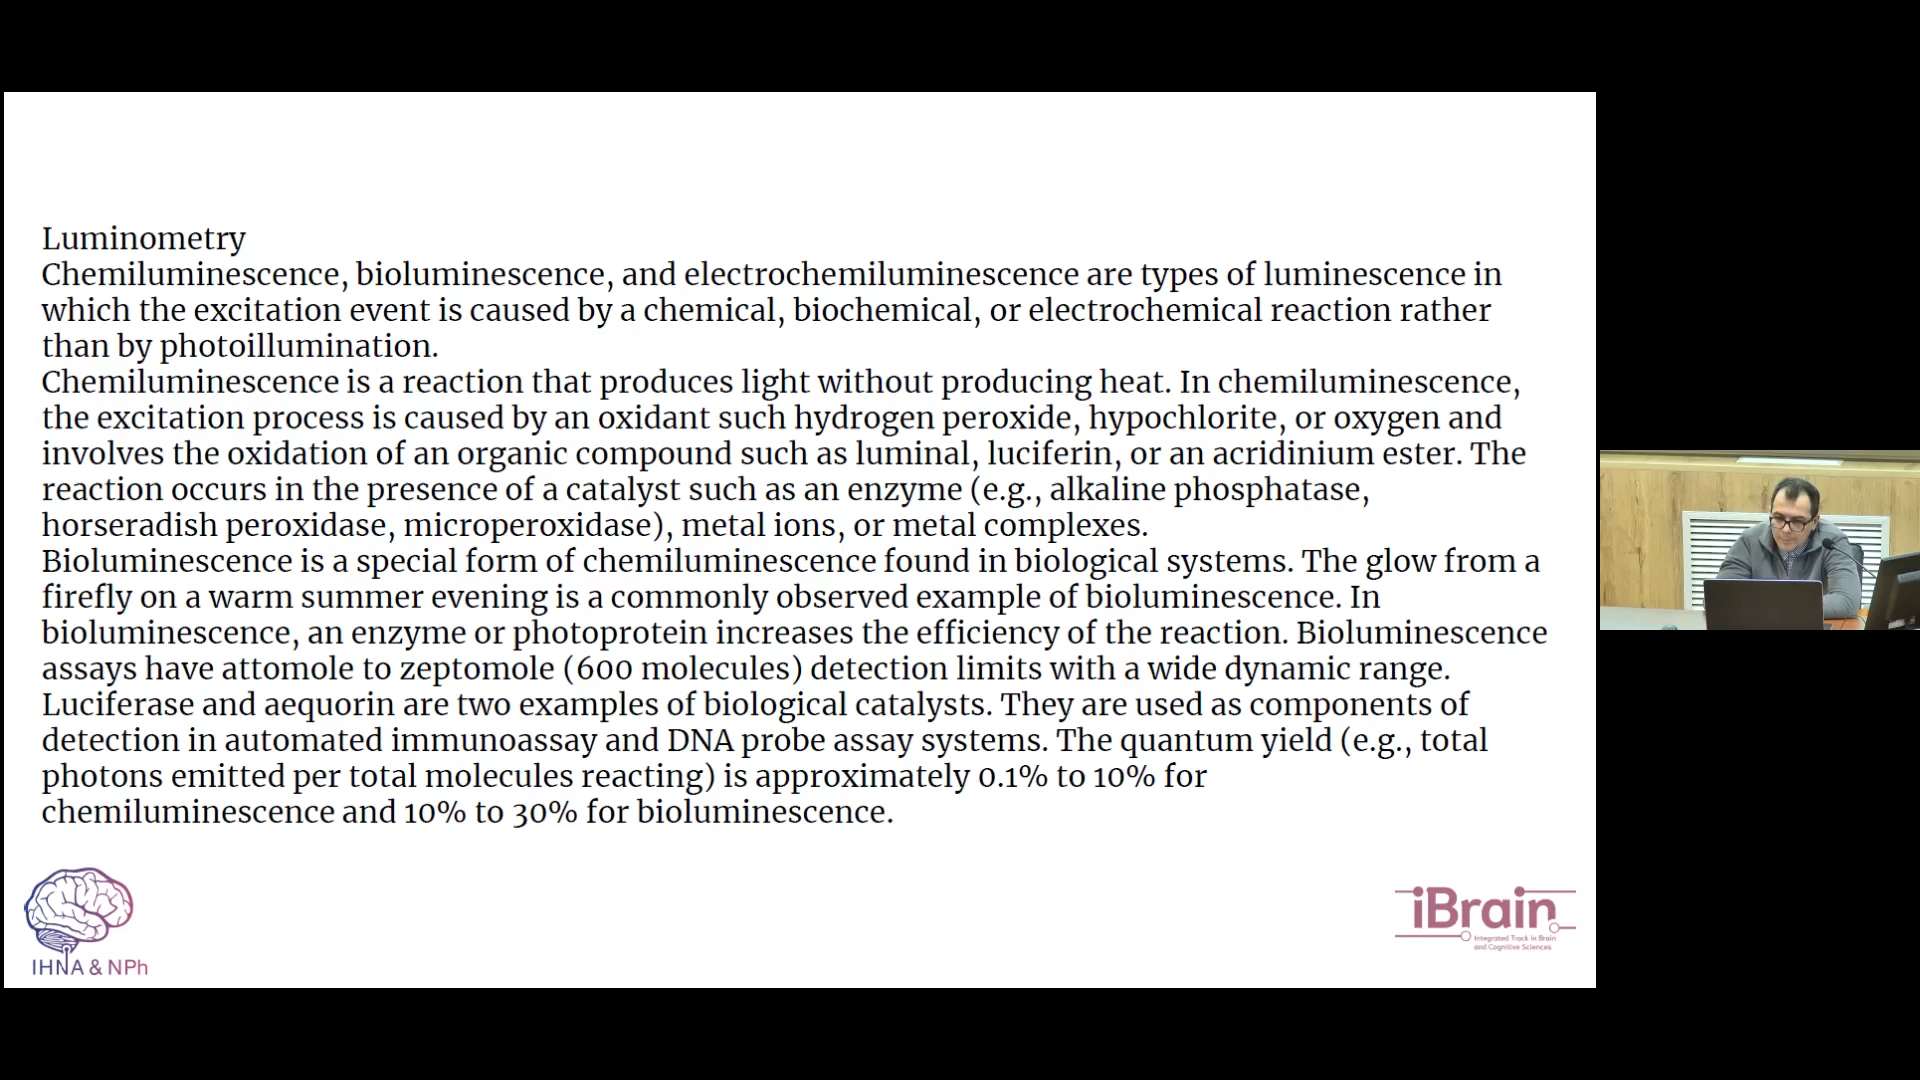 Luminometry
Chemiluminescence, bioluminescence, and electrochemiluminescence are types of luminescence in
which the excitation event is caused by a chemical, biochemical, or electrochemical reaction rather
than by photoillumination.
Chemiluminescence is a reaction that produces light without producing heat. In chemiluminescence,
the excitation process is caused by an oxidant such hydrogen peroxide, hypochlorite, or oxygen and
involves the oxidation of an organic compound such as luminal, luciferin, or an acridinium ester. The
reaction occurs in the presence of a catalyst such as an enzyme (e.g., alkaline phosphatase,
horseradish peroxidase, microperoxidase), metal ions, or metal complexes.
Bioluminescence is a special form of chemiluminescence found in biological systems. The glow from a
firefly on a warm summer evening is a commonly observed example of bioluminescence. In
bioluminescence, an enzyme or photoprotein increases the efficiency of the reaction. Bioluminescence
assays have attomole to zeptomole (600 molecules) detection limits with a wide dynamic range.
Luciferase and aequorin are two examples of biological catalysts. They are used as components of
detection in automated immunoassay and DNA probe assay systems. The quantum yield (e.g., total
photons emitted per total molecules reacting) is approximately 0.1% to 10% for
chemiluminescence and 10% to 30% for bioluminescence.
IHNA & NPh
iBrain
Integrated Track in Brain
and Cognitive Sciences